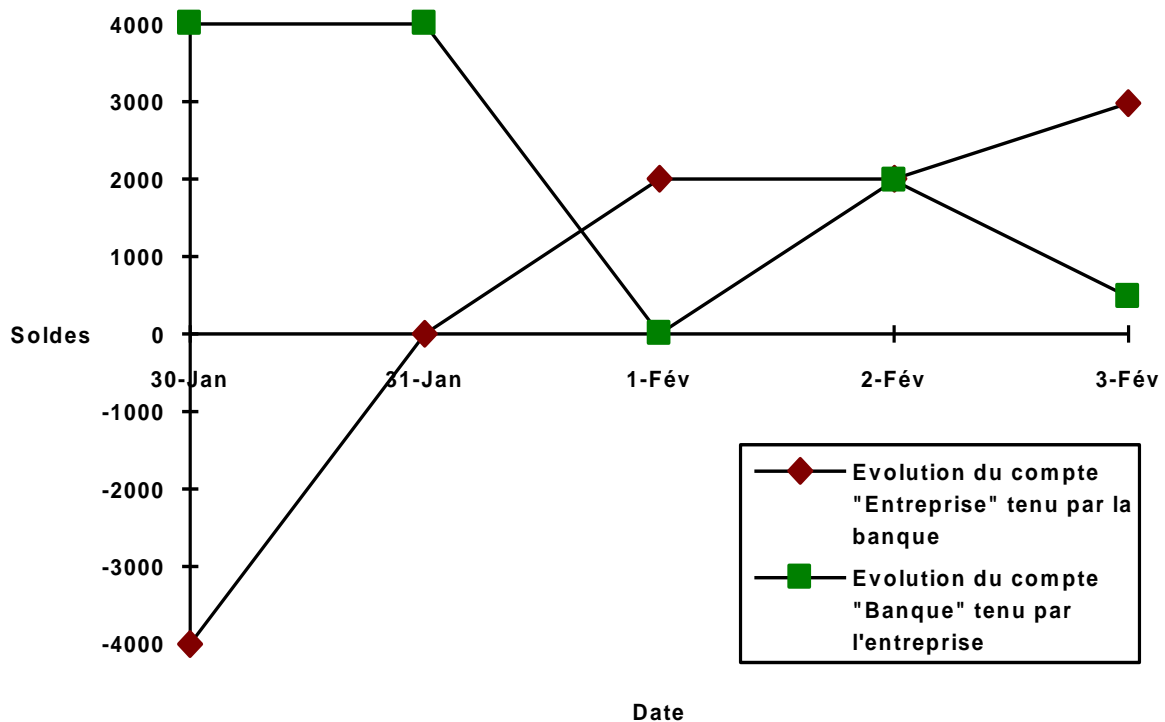 4000
3000
2000
1000
Soldes
0
30-Jan 31-Jan 1-Fév 2-Fév 3-Fév
-1000
-2000
-3000
-4000
Evolution du compte
"Entreprise" tenu par la
banque
Evolution du compte
"Banque" tenu par
l'entreprise
Date